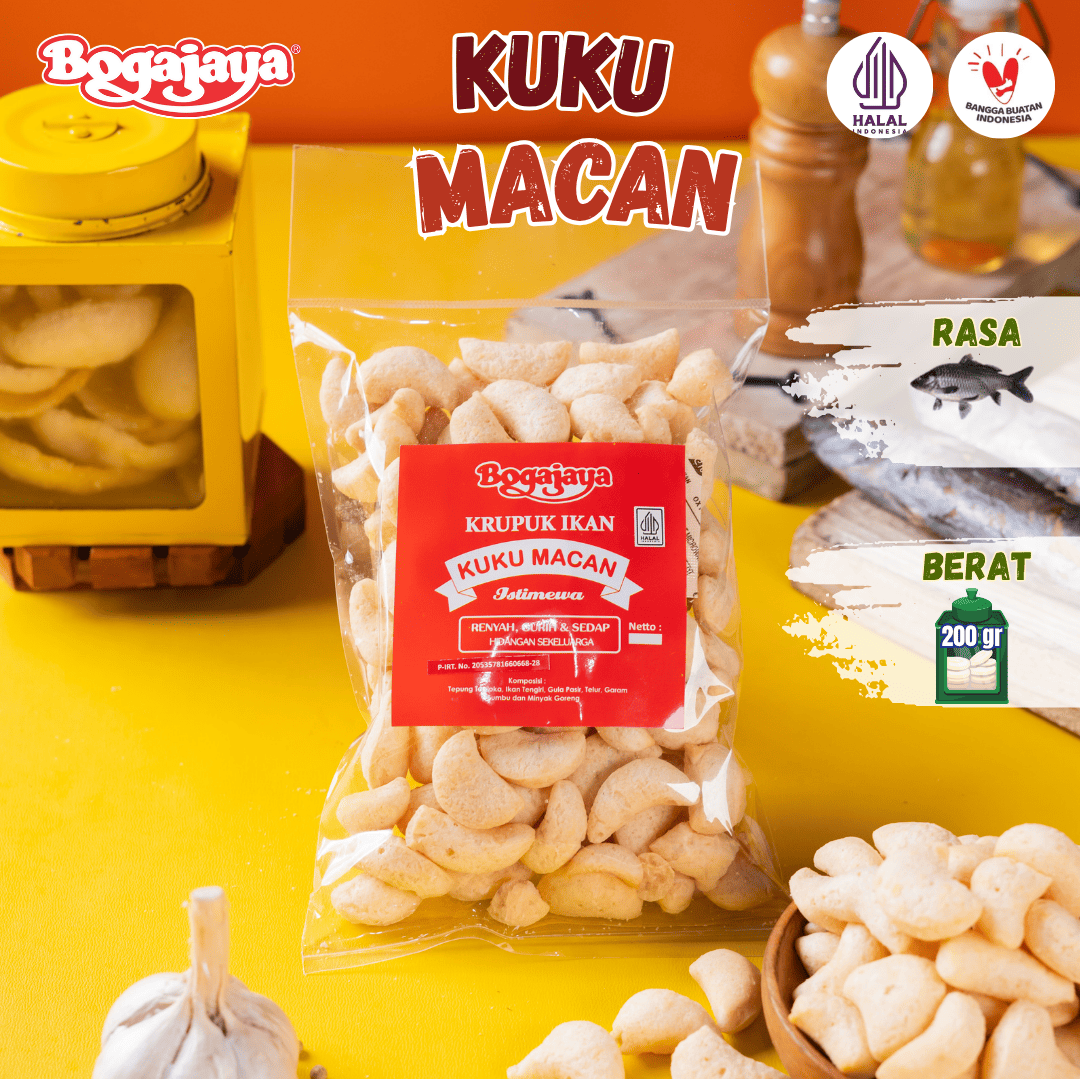 Bogajaya®
KUKU
MACAN
HALAL
INDONESIA
BANGGA BUATAN
INDONESIA
RASA
BERAT
200 gr
Bogajaya
KRUPUK IKAN
HALAL
KUKU MACAN
Istimewa
RENYAH, GURIH & SEDAP
HIDANGAN SEKELUARGA
Netto :
P-IRT. No. 20535781660668-28
Komposisi :
Tepung Tapioka, Ikan Tengiri, Gula Pasir, Telur, Garam
Bumbu dan Minyak Goreng